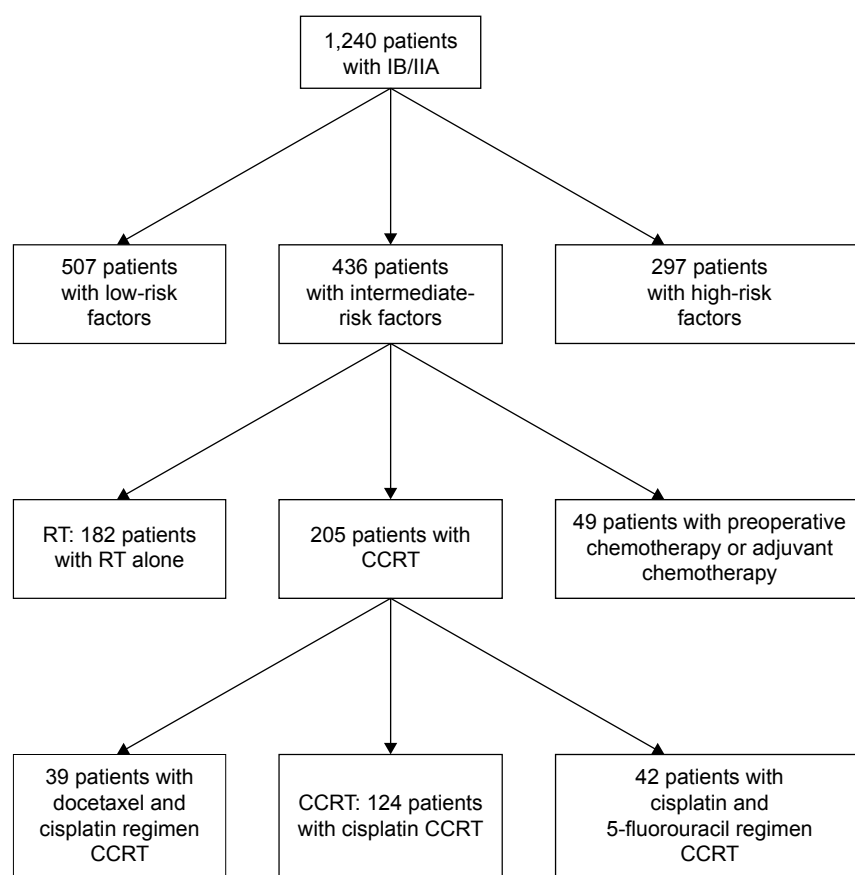 1,240 patients
with IB/IIA
507 patients
with low-risk
factors
436 patients
with intermediate-
risk factors
297 patients
with high-risk
factors
RT: 182 patients
with RT alone
205 patients with
CCRT
49 patients with preoperative
chemotherapy or adjuvant
chemotherapy
39 patients with
docetaxel and
cisplatin regimen
CCRT
CCRT: 124 patients
with cisplatin CCRT
42 patients with
cisplatin and
5-fluorouracil regimen
CCRT